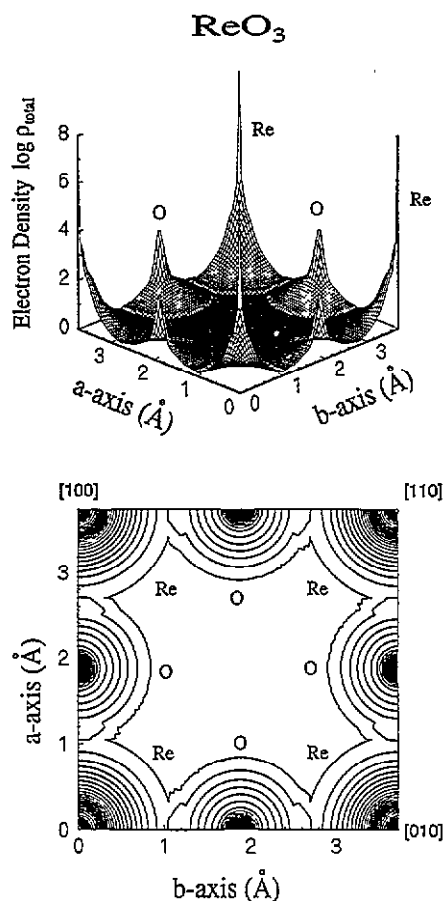 ReO₃
Electron Density log ρtotal
8
6
4
2
0
Re
Re
O
O
3
2
1
0
a-axis (Å)
0
1
2
3
b-axis (Å)
[100]
[110]
3
2
1
0
a-axis (Å)
Re
O
Re
O
O
Re
O
Re
0
1
2
3
[010]
b-axis (Å)